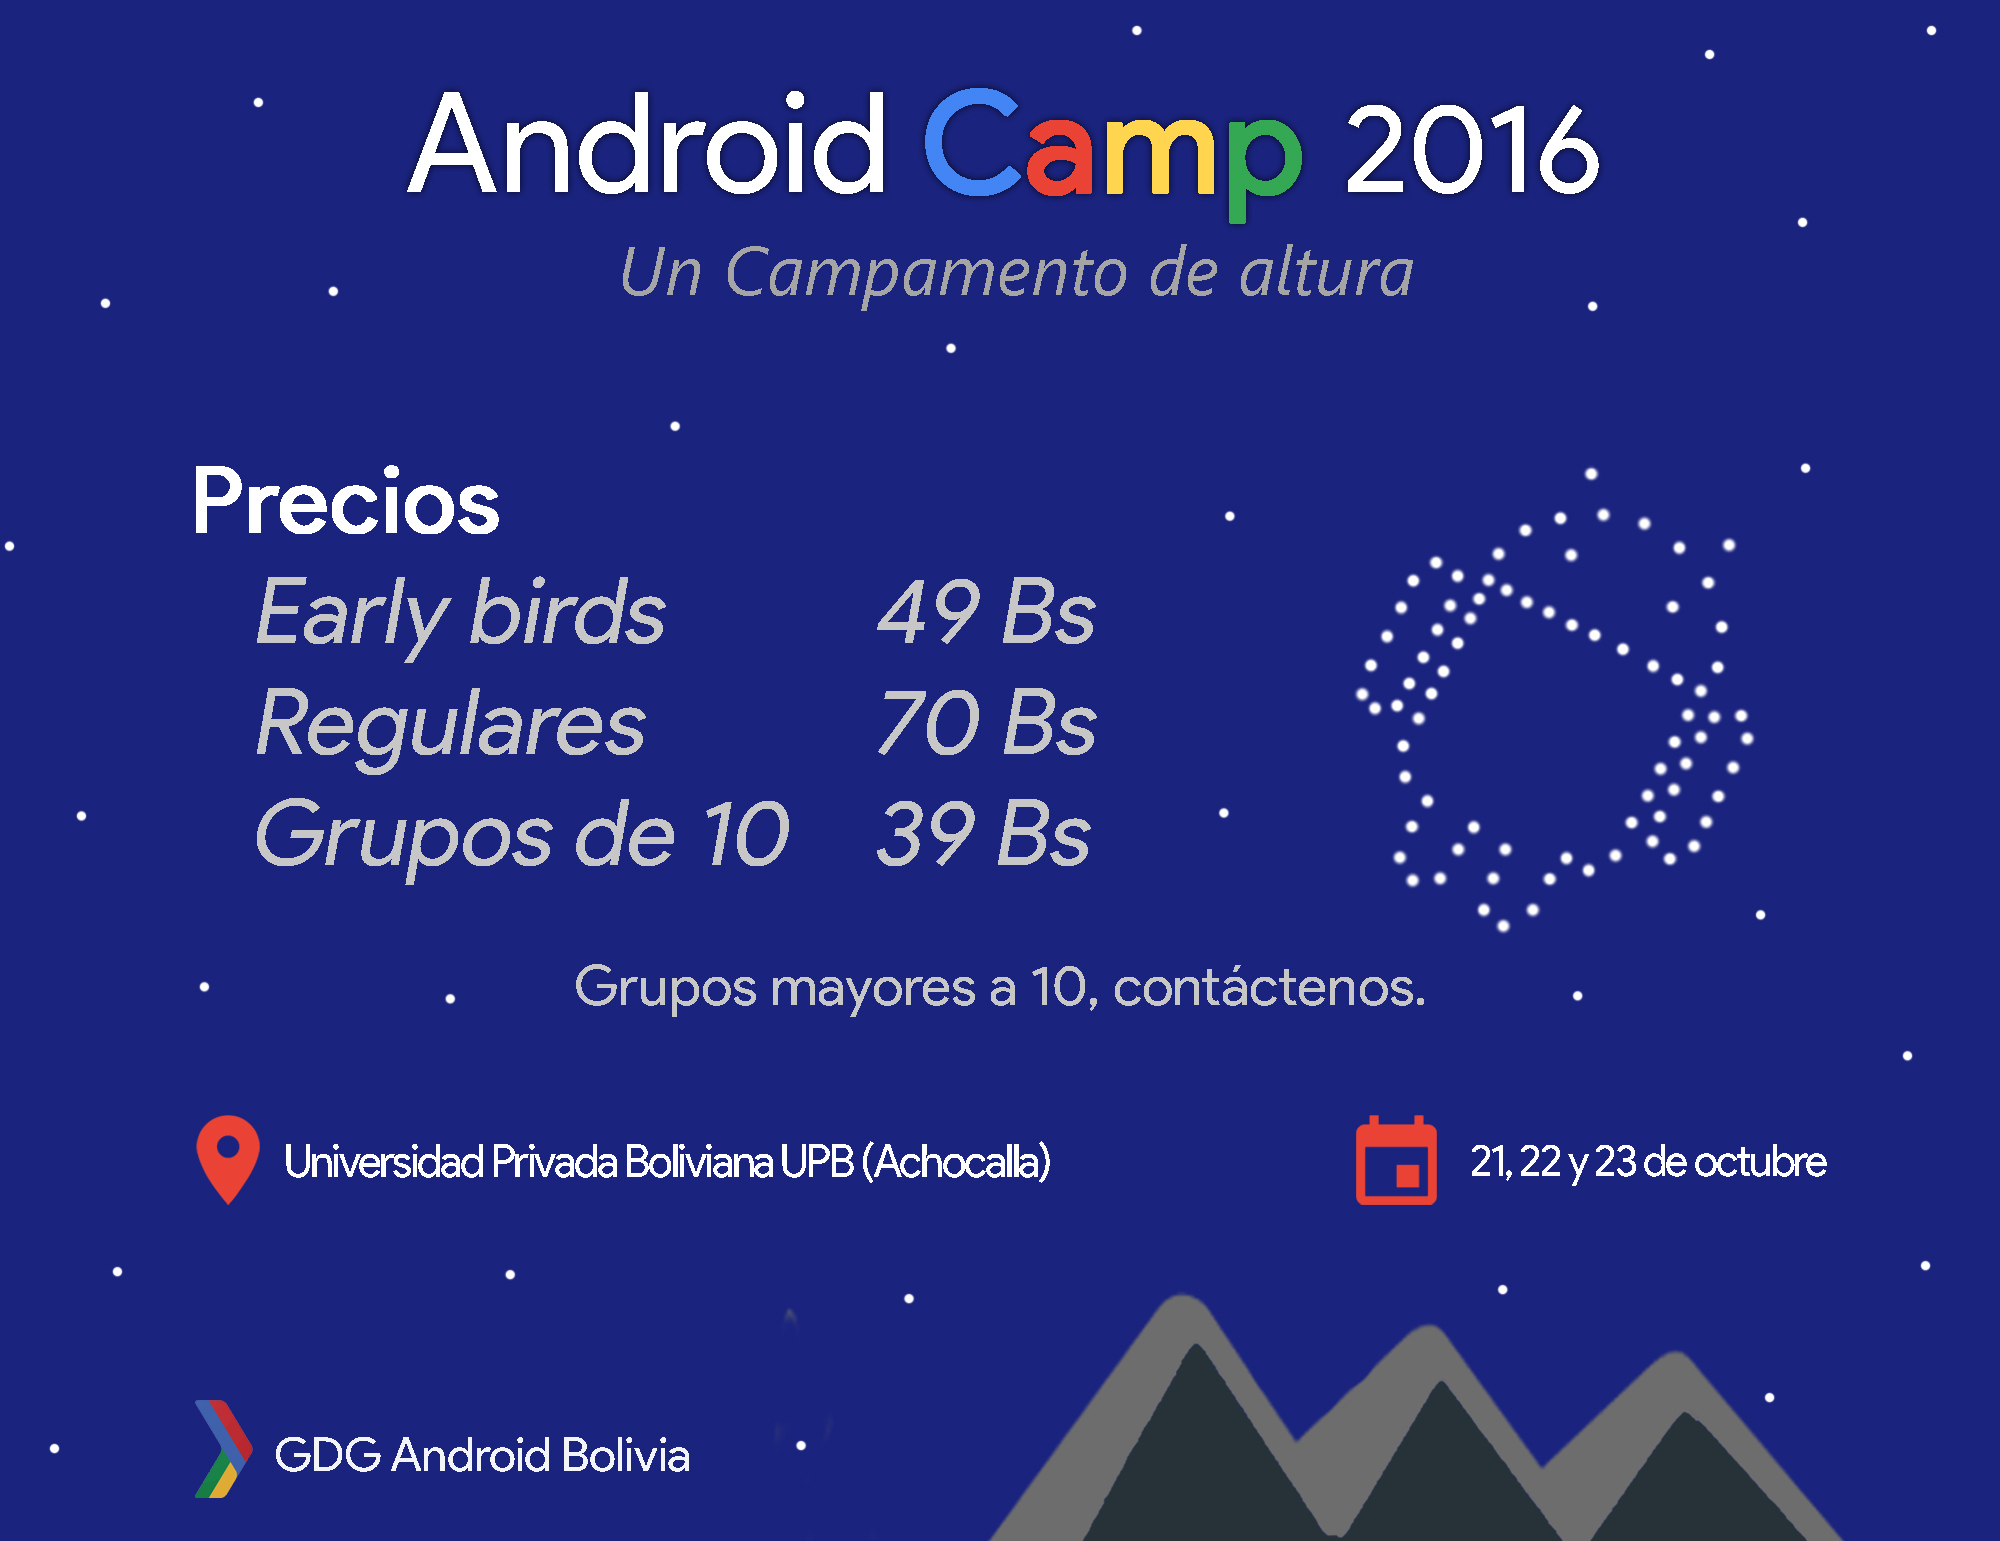 Android Camp 2016
Un Campamento de altura
Precios
Early birds 49 Bs
Regulares 70 Bs
Grupos de 10 39 Bs
Grupos mayores a 10, contáctenos.
Universidad Privada Boliviana UPB (Achocalla)
21, 22 y 23 de octubre
GDG Android Bolivia